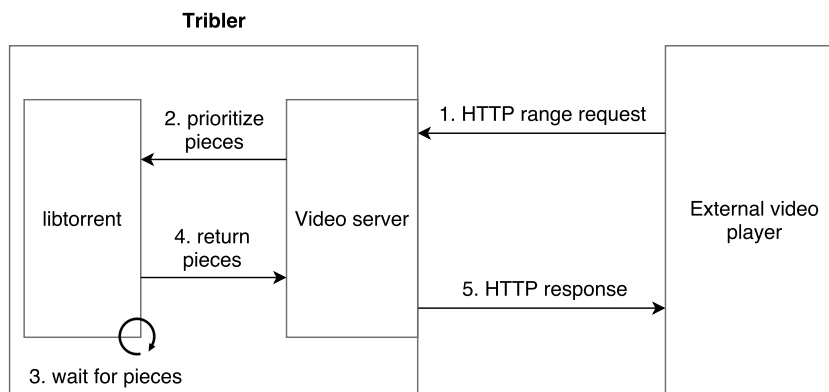 Tribler
1. HTTP range request
2. prioritize
pieces
libtorrent
Video server
External video
player
4. return
pieces
5. HTTP response
3. wait for pieces